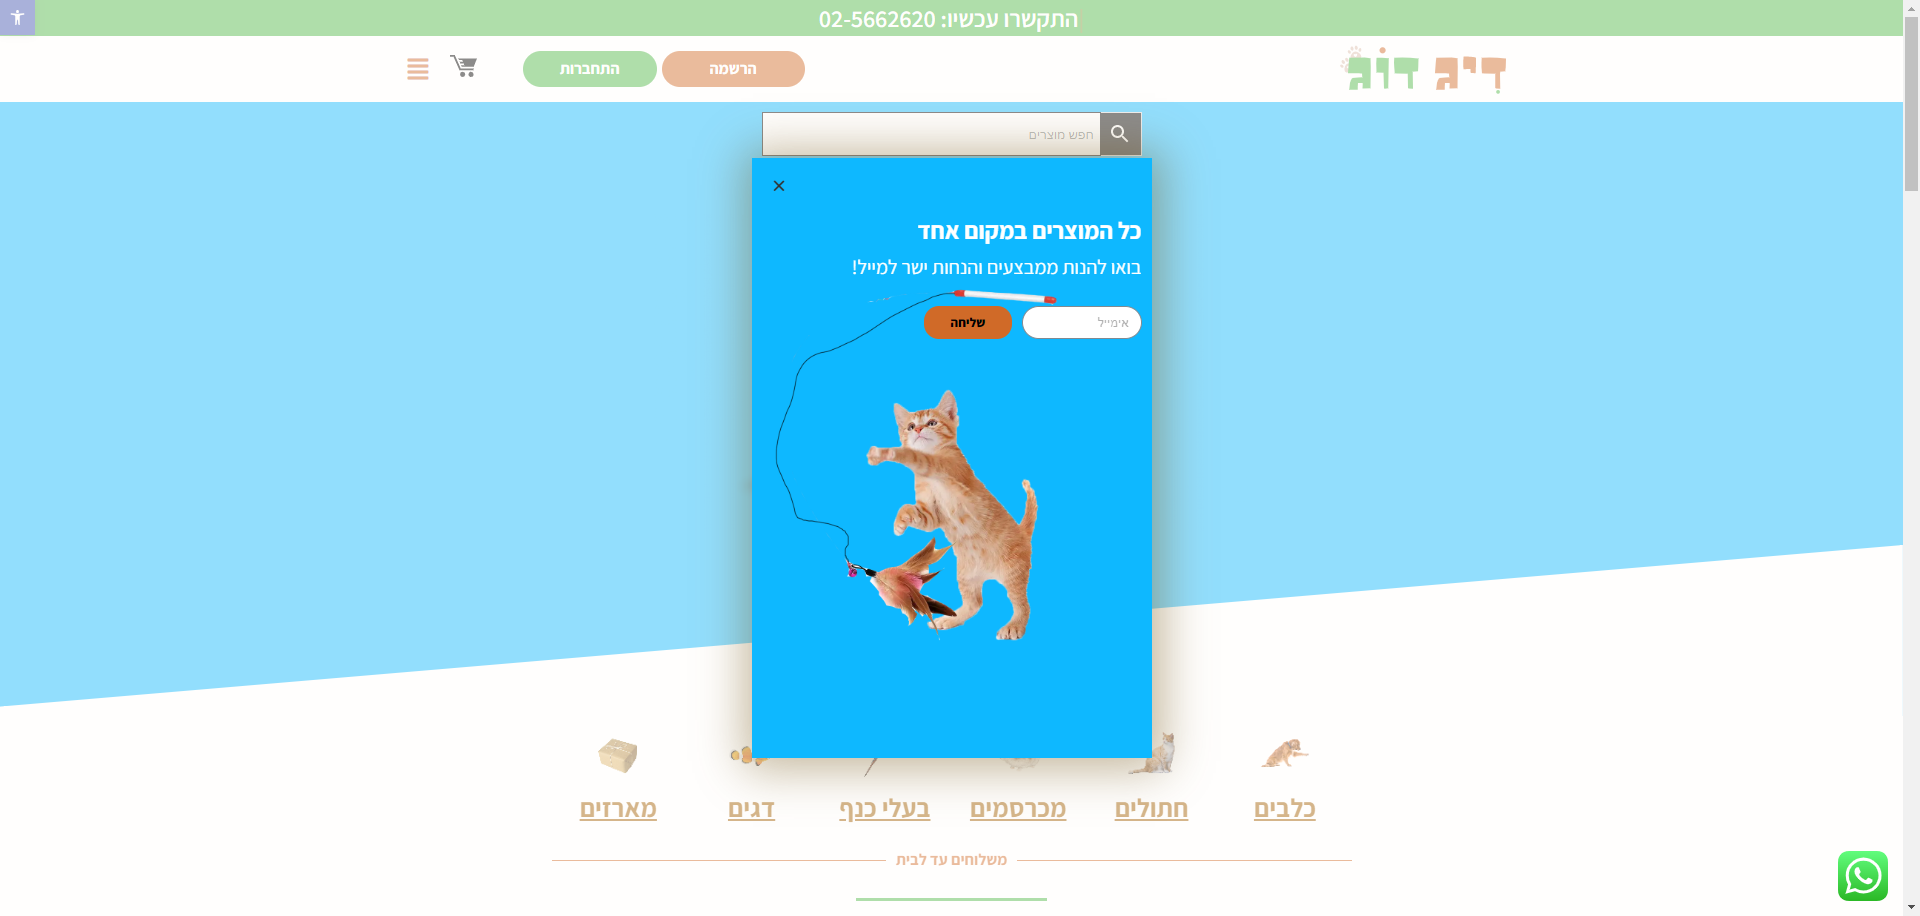 התקשרו עכשיו: 02-5662620
דיג דוג
הרשמה
התחברות
חפש מוצרים
כל המוצרים במקום אחד
בואו להנות ממבצעים והנחות ישר למייל!
אימייל
שליחה
כלבים
חתולים
מכרסמים
בעלי כנף
דגים
מארזים
משלוחים עד לבית